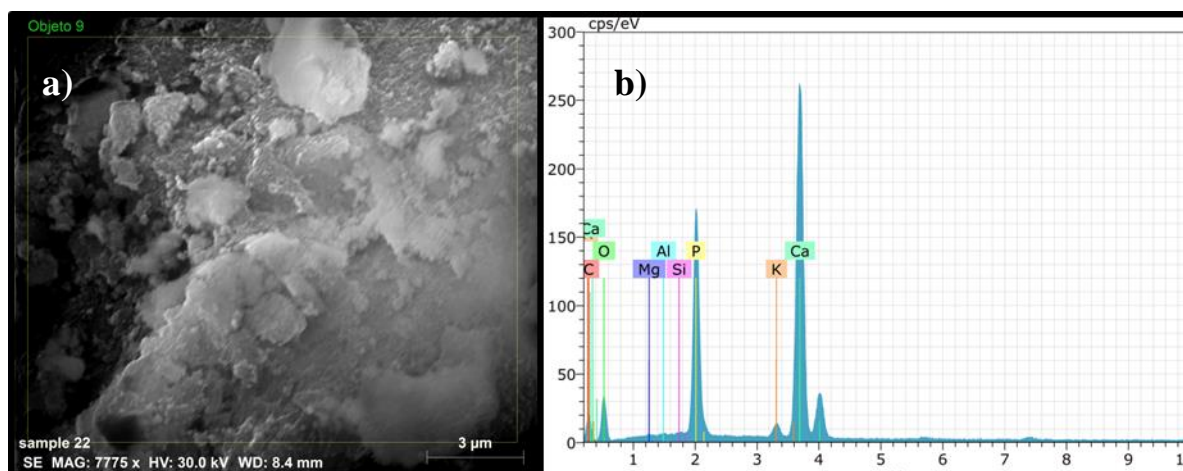 Objeto 9
a)
sample 22
3 µm
SE MAG: 7775 x HV: 30.0 kV WD: 8.4 mm
cps/eV
b)
300
250
200
150
100
50
0
Ca
C
O
Mg
Al
Si
P
K
Ca
1 2 3 4 5 6 7 8 9 1